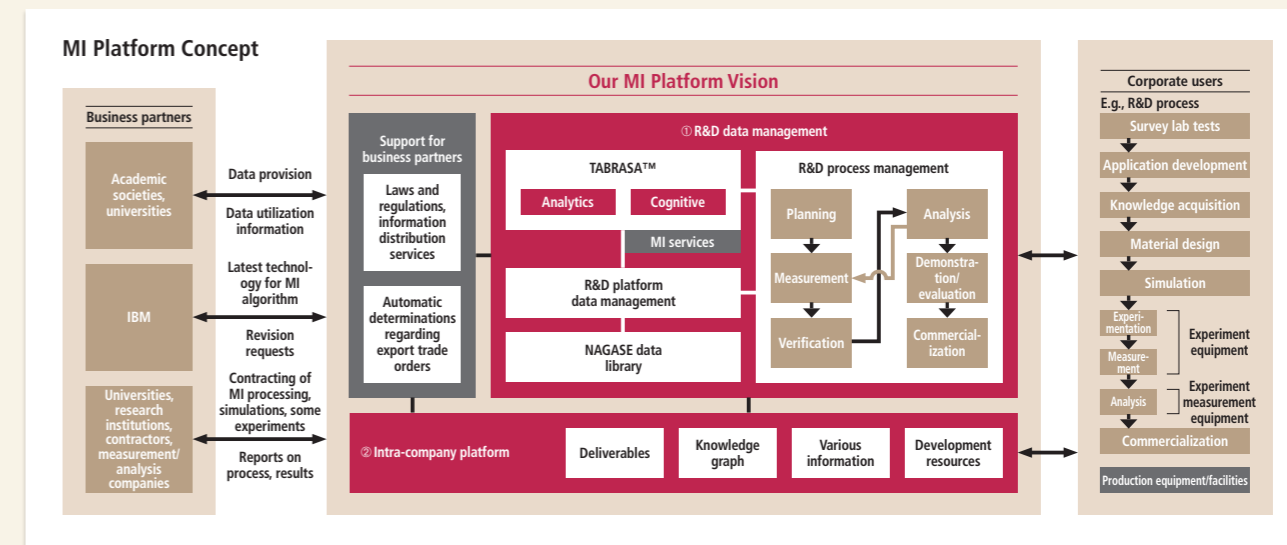 MI Platform Concept
Business partners
Academic
societies,
universities
IBM
Universities,
research
institutions,
contractors,
measurement/
analysis
companies
Data provision
Data utilization
information
Latest technol-
ogy for MI
algorithm
Revision
requests
Contracting of
MI processing,
simulations, some
experiments
Reports on
process, results
Our MI Platform Vision
Support for
business partners
Laws and
regulations,
information
distribution
services
Automatic
determinations
regarding
export trade
orders
① R&D data management
TABRASA™
Analytics
Cognitive
MI services
R&D platform
data management
NAGASE data
library
R&D process management
Planning
Measurement
Verification
Analysis
Demonstra-
tion/
evaluation
Commercial-
ization
② Intra-company platform
Deliverables
Knowledge
graph
Various
information
Development
resources
Corporate users
E.g., R&D process
Survey lab tests
Application development
Knowledge acquisition
Material design
Simulation
Experi-
mentation
Measure-
ment
Experiment
equipment
Analysis
Experiment
measurement
equipment
Commercialization
Production equipment/facilities